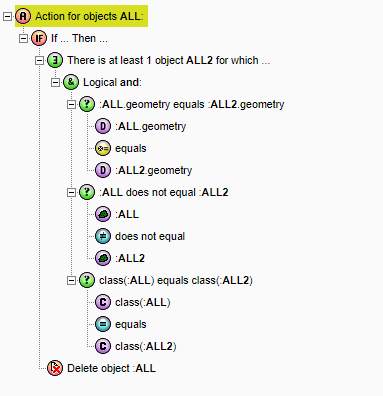 A Action for objects ALL:
IF If ... Then ...
∃ There is at least 1 object ALL2 for which ...
& Logical and:
? :ALL.geometry equals :ALL2.geometry
D :ALL.geometry
equals
D :ALL2.geometry
? :ALL does not equal :ALL2
:ALL
≠ does not equal
:ALL2
? class(:ALL) equals class(:ALL2)
C class(:ALL)
= equals
C class(:ALL2)
Delete object :ALL